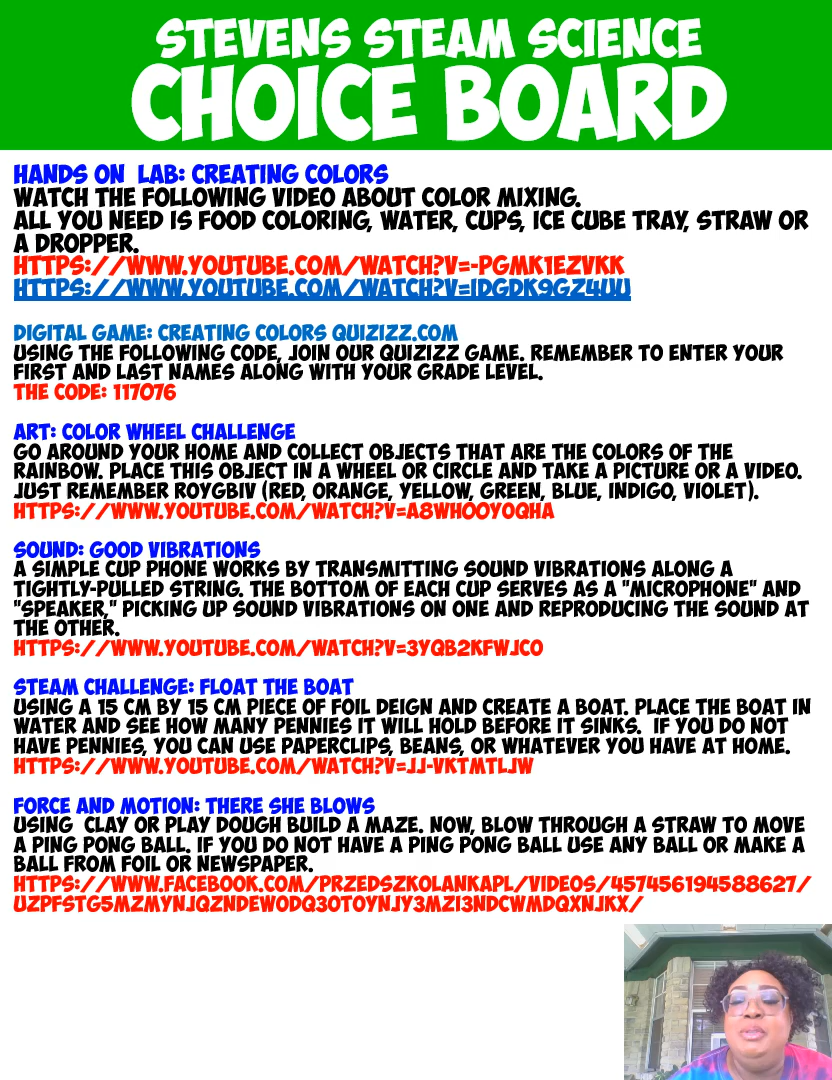 STEVENS STEAM SCIENCE
CHOICE BOARD
HANDS ON LAB: CREATING COLORS
WATCH THE FOLLOWING VIDEO ABOUT COLOR MIXING.
ALL YOU NEED IS FOOD COLORING, WATER, CUPS, ICE CUBE TRAY, STRAW OR
A DROPPER.
HTTPS://WWW.YOUTUBE.COM/WATCH?V=-PGMK1EZVKK
HTTPS://WWW.YOUTUBE.COM/WATCH?V=IDGDK9GZ4UU
DIGITAL GAME: CREATING COLORS QUIZIZZ.COM
USING THE FOLLOWING CODE, JOIN OUR QUIZIZZ GAME. REMEMBER TO ENTER YOUR
FIRST AND LAST NAMES ALONG WITH YOUR GRADE LEVEL.
THE CODE: 117076
ART: COLOR WHEEL CHALLENGE
GO AROUND YOUR HOME AND COLLECT OBJECTS THAT ARE THE COLORS OF THE
RAINBOW. PLACE THIS OBJECT IN A WHEEL OR CIRCLE AND TAKE A PICTURE OR A VIDEO.
JUST REMEMBER ROYGBIV (RED, ORANGE, YELLOW, GREEN, BLUE, INDIGO, VIOLET).
HTTPS://WWW.YOUTUBE.COM/WATCH?V=A8WHOOYOQHA
SOUND: GOOD VIBRATIONS
A SIMPLE CUP PHONE WORKS BY TRANSMITTING SOUND VIBRATIONS ALONG A
TIGHTLY-PULLED STRING. THE BOTTOM OF EACH CUP SERVES AS A "MICROPHONE" AND
"SPEAKER," PICKING UP SOUND VIBRATIONS ON ONE AND REPRODUCING THE SOUND AT
THE OTHER.
HTTPS://WWW.YOUTUBE.COM/WATCH?V=3YQB2KFWJCO
STEAM CHALLENGE: FLOAT THE BOAT
USING A 15 CM BY 15 CM PIECE OF FOIL DEIGN AND CREATE A BOAT. PLACE THE BOAT IN
WATER AND SEE HOW MANY PENNIES IT WILL HOLD BEFORE IT SINKS. IF YOU DO NOT
HAVE PENNIES, YOU CAN USE PAPERCLIPS, BEANS, OR WHATEVER YOU HAVE AT HOME.
HTTPS://WWW.YOUTUBE.COM/WATCH?V=JJ-VKTMTLJW
FORCE AND MOTION: THERE SHE BLOWS
USING CLAY OR PLAY DOUGH BUILD A MAZE. NOW, BLOW THROUGH A STRAW TO MOVE
A PING PONG BALL. IF YOU DO NOT HAVE A PING PONG BALL USE ANY BALL OR MAKE A
BALL FROM FOIL OR NEWSPAPER.
HTTPS://WWW.FACEBOOK.COM/PRZEDSZKOLANKAPL/VIDEOS/457456194588627/
UZPFSTG5MZMYNJQZNDEWODQ3OTOYNJY3MZI3NDCWMDQXNJKX/